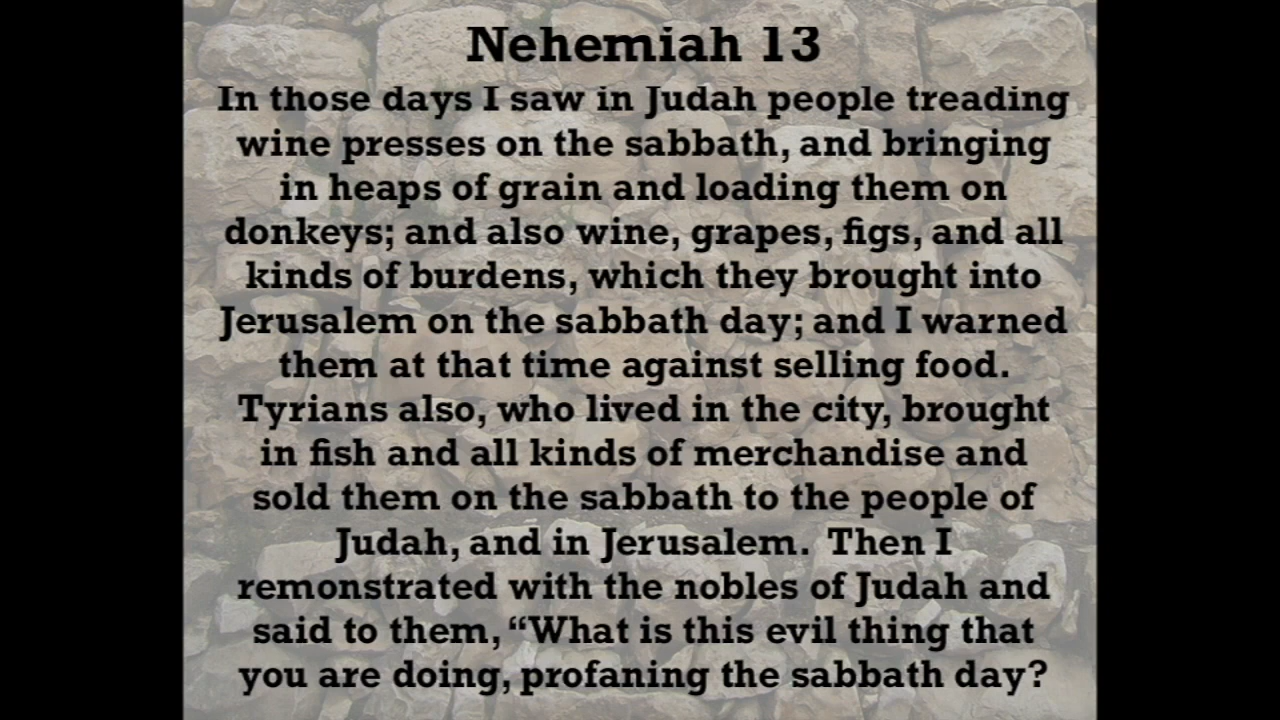 Nehemiah 13
In those days I saw in Judah people treading
wine presses on the sabbath, and bringing
in heaps of grain and loading them on
donkeys; and also wine, grapes, figs, and all
kinds of burdens, which they brought into
Jerusalem on the sabbath day; and I warned
them at that time against selling food.
Tyrians also, who lived in the city, brought
in fish and all kinds of merchandise and
sold them on the sabbath to the people of
Judah, and in Jerusalem.  Then I
remonstrated with the nobles of Judah and
said to them, “What is this evil thing that
you are doing, profaning the sabbath day?